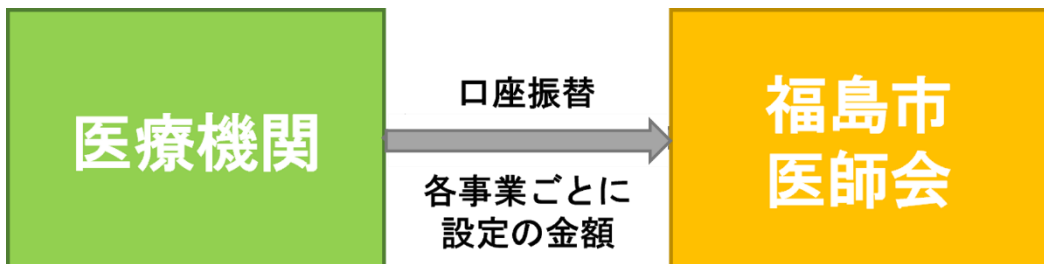 医療機関
口座振替
各事業ごとに
設定の金額
福島市
医師会